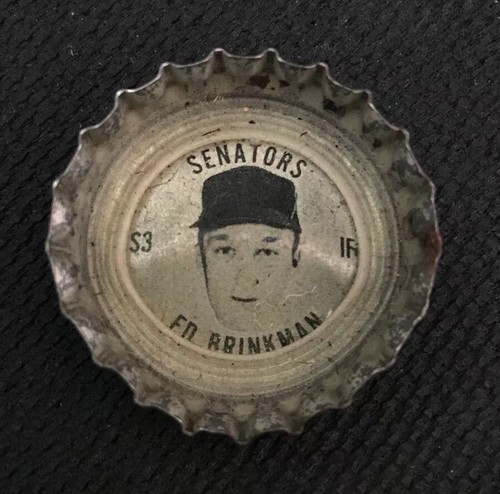 SENATORS
S3
IF
ED BRINKMAN